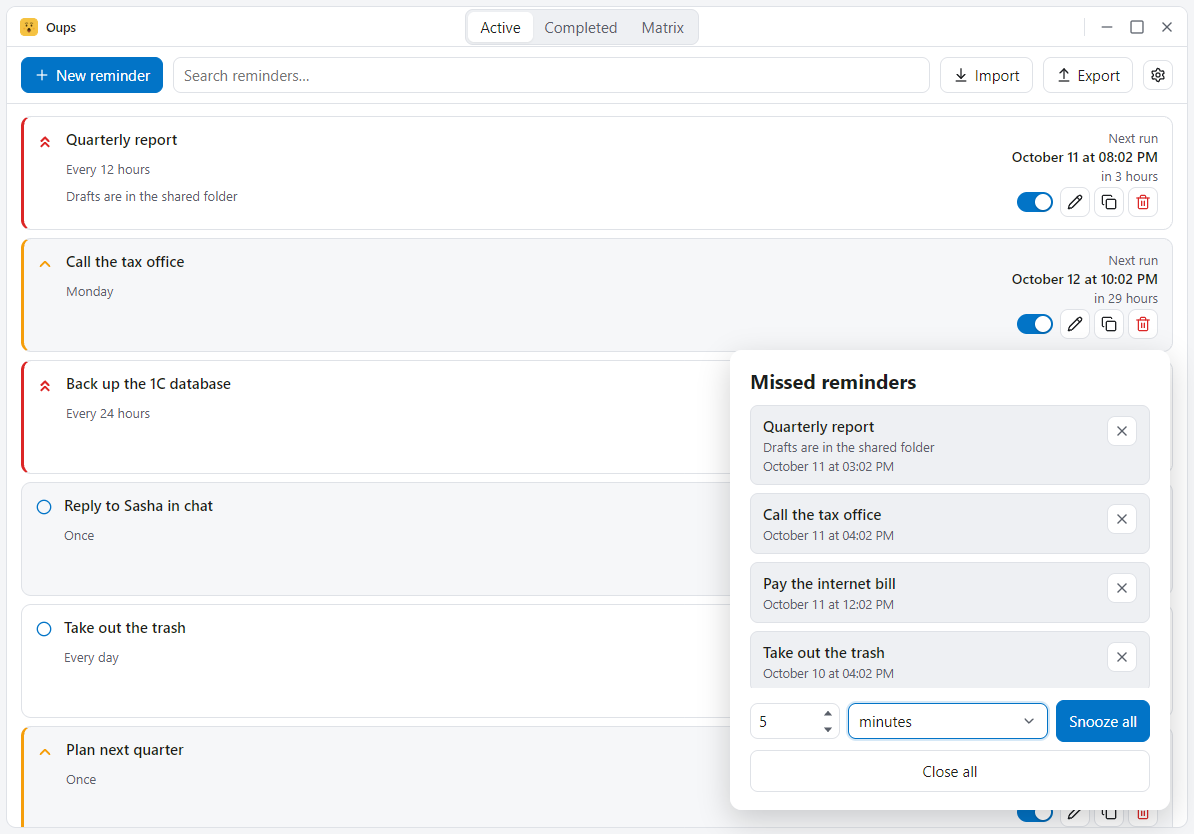 Oups
Active
Completed
Matrix
New reminder
Search reminders...
Import
Export
Quarterly report
Every 12 hours
Drafts are in the shared folder
Next run
October 11 at 08:02 PM
in 3 hours
Call the tax office
Monday
Next run
October 12 at 10:02 PM
in 29 hours
Back up the 1C database
Every 24 hours
Reply to Sasha in chat
Once
Take out the trash
Every day
Plan next quarter
Once
Missed reminders
Quarterly report
Drafts are in the shared folder
October 11 at 03:02 PM
Call the tax office
October 11 at 04:02 PM
Pay the internet bill
October 11 at 12:02 PM
Take out the trash
October 10 at 04:02 PM
5
minutes
Snooze all
Close all